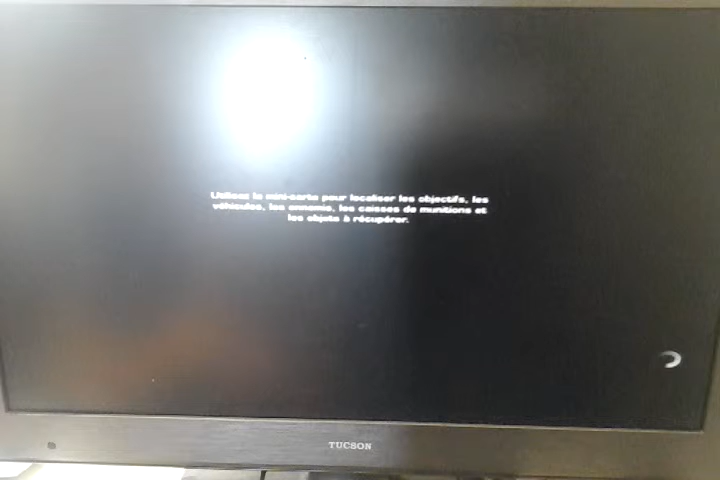 Utilisez la mini-carte pour localiser les objectifs, les
véhicules, les ennemis, les caisses de munitions et
les objets à récupérer.
TUCSON